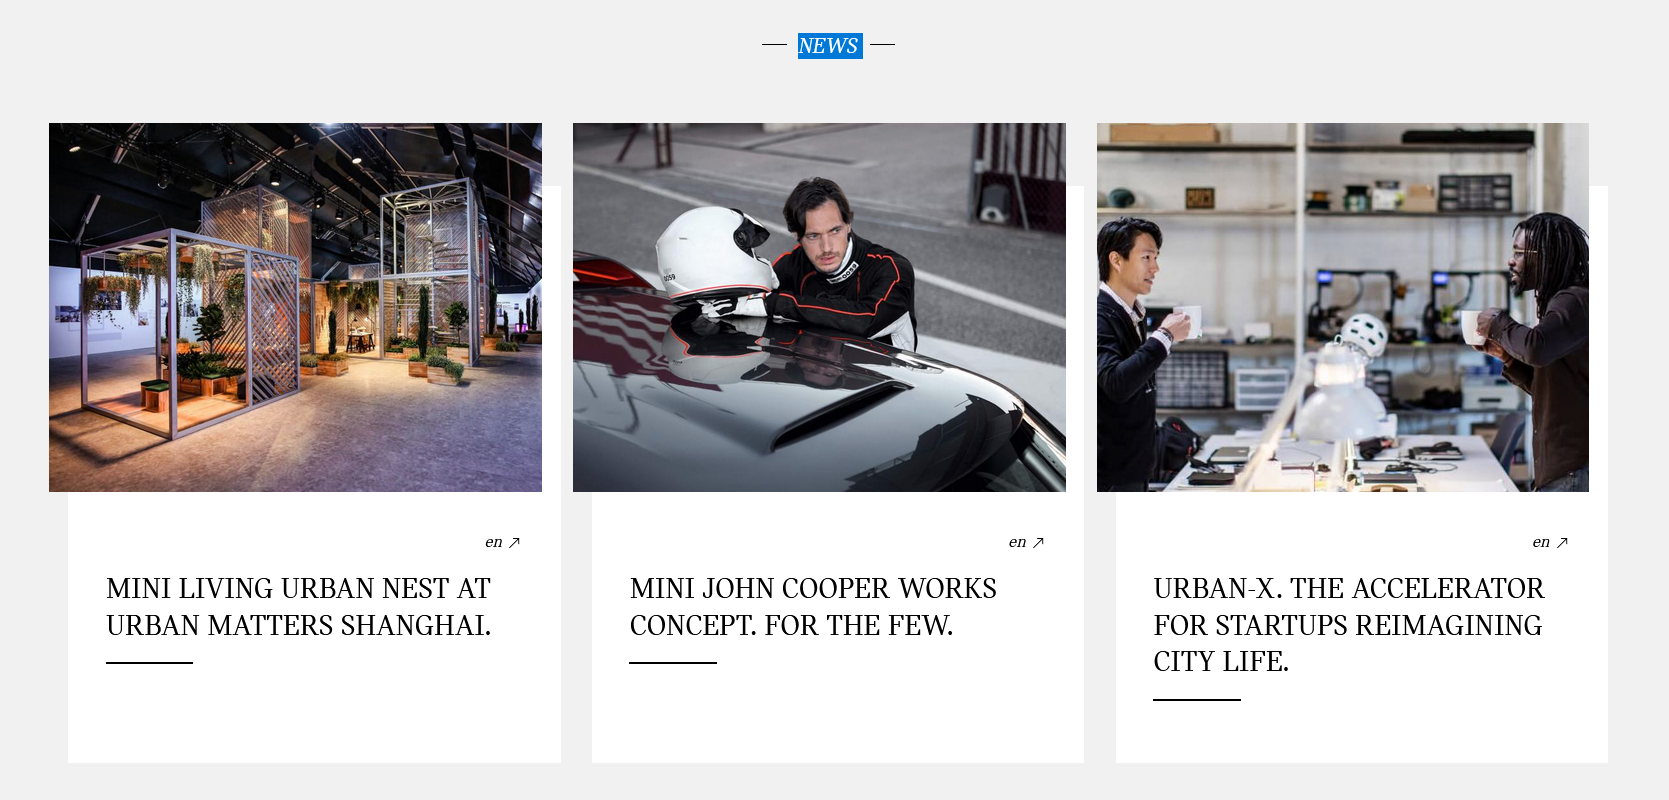 NEWS
en
MINI LIVING URBAN NEST AT
URBAN MATTERS SHANGHAI.
en
MINI JOHN COOPER WORKS
CONCEPT. FOR THE FEW.
en
URBAN-X. THE ACCELERATOR
FOR STARTUPS REIMAGINING
CITY LIFE.